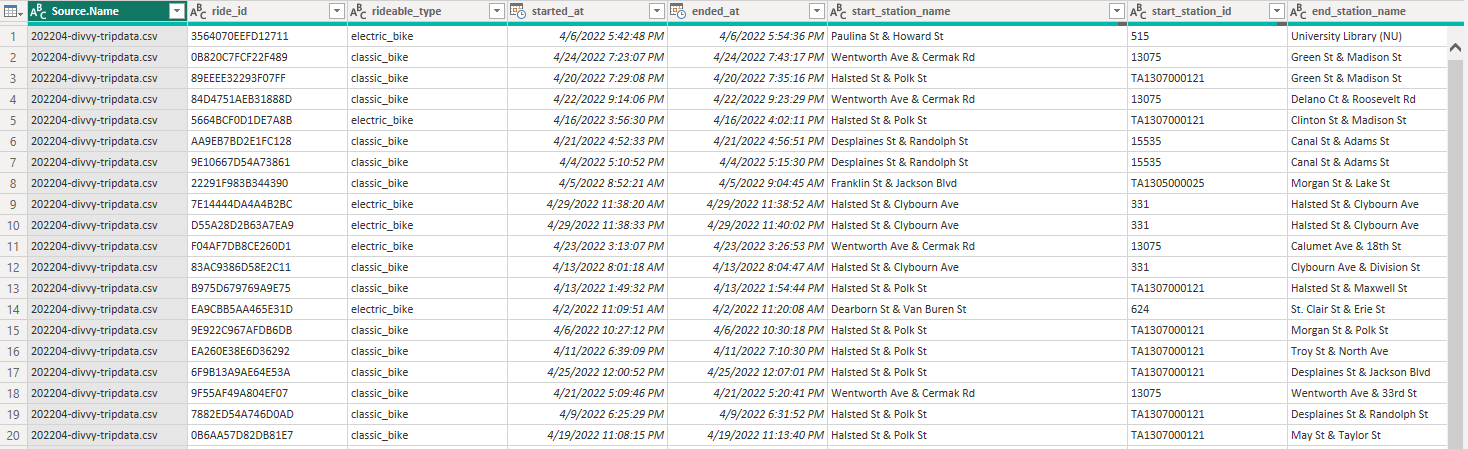 Source.Name ride_id rideable_type started_at ended_at start_station_name start_station_id end_station_name
1 202204-divvy-tripdata.csv 3564070EEFD12711 electric_bike 4/6/2022 5:42:48 PM 4/6/2022 5:54:36 PM Paulina St & Howard St 515 University Library (NU)
2 202204-divvy-tripdata.csv 0B820C7FCF22F489 classic_bike 4/24/2022 7:23:07 PM 4/24/2022 7:43:17 PM Wentworth Ave & Cermak Rd 13075 Green St & Madison St
3 202204-divvy-tripdata.csv 89EEEE32293F07FF classic_bike 4/20/2022 7:29:08 PM 4/20/2022 7:35:16 PM Halsted St & Polk St TA1307000121 Green St & Madison St
4 202204-divvy-tripdata.csv 84D4751AEB31888D classic_bike 4/22/2022 9:14:06 PM 4/22/2022 9:23:29 PM Wentworth Ave & Cermak Rd 13075 Delano Ct & Roosevelt Rd
5 202204-divvy-tripdata.csv 5664BCF0D1DE7A8B electric_bike 4/16/2022 3:56:30 PM 4/16/2022 4:02:11 PM Halsted St & Polk St TA1307000121 Clinton St & Madison St
6 202204-divvy-tripdata.csv AA9EB7BD2E1FC128 classic_bike 4/21/2022 4:52:33 PM 4/21/2022 4:56:51 PM Desplaines St & Randolph St 15535 Canal St & Adams St
7 202204-divvy-tripdata.csv 9E10667D54A73861 classic_bike 4/4/2022 5:10:52 PM 4/4/2022 5:15:30 PM Desplaines St & Randolph St 15535 Canal St & Adams St
8 202204-divvy-tripdata.csv 22291F983B344390 classic_bike 4/5/2022 8:52:21 AM 4/5/2022 9:04:45 AM Franklin St & Jackson Blvd TA1305000025 Morgan St & Lake St
9 202204-divvy-tripdata.csv 7E14444DA4A4B2BC electric_bike 4/29/2022 11:38:20 AM 4/29/2022 11:38:52 AM Halsted St & Clybourn Ave 331 Halsted St & Clybourn Ave
10 202204-divvy-tripdata.csv D55A28D2B63A7EA9 electric_bike 4/29/2022 11:38:33 AM 4/29/2022 11:40:02 AM Halsted St & Clybourn Ave 331 Halsted St & Clybourn Ave
11 202204-divvy-tripdata.csv F04AF7DB8CE260D1 electric_bike 4/23/2022 3:13:07 PM 4/23/2022 3:26:53 PM Wentworth Ave & Cermak Rd 13075 Calumet Ave & 18th St
12 202204-divvy-tripdata.csv 83AC9386D58E2C11 classic_bike 4/13/2022 8:01:18 AM 4/13/2022 8:04:47 AM Halsted St & Clybourn Ave 331 Clybourn Ave & Division St
13 202204-divvy-tripdata.csv B975D679769A9E75 classic_bike 4/13/2022 1:49:32 PM 4/13/2022 1:54:44 PM Halsted St & Polk St TA1307000121 Halsted St & Maxwell St
14 202204-divvy-tripdata.csv EA9CBB5AA465E31D electric_bike 4/2/2022 11:09:51 AM 4/2/2022 11:20:08 AM Dearborn St & Van Buren St 624 St. Clair St & Erie St
15 202204-divvy-tripdata.csv 9E922C967AFDB6DB classic_bike 4/6/2022 10:27:12 PM 4/6/2022 10:30:18 PM Halsted St & Polk St TA1307000121 Morgan St & Polk St
16 202204-divvy-tripdata.csv EA260E38E6D36292 classic_bike 4/11/2022 6:39:09 PM 4/11/2022 7:10:30 PM Halsted St & Polk St TA1307000121 Troy St & North Ave
17 202204-divvy-tripdata.csv 6F9B13A9AE64E53A classic_bike 4/25/2022 12:00:52 PM 4/25/2022 12:07:01 PM Halsted St & Polk St TA1307000121 Desplaines St & Jackson Blvd
18 202204-divvy-tripdata.csv 9F55AF49A804EF07 classic_bike 4/21/2022 5:09:46 PM 4/21/2022 5:20:41 PM Wentworth Ave & Cermak Rd 13075 Wentworth Ave & 33rd St
19 202204-divvy-tripdata.csv 7882ED54A746D0AD classic_bike 4/9/2022 6:25:29 PM 4/9/2022 6:31:52 PM Halsted St & Polk St TA1307000121 Desplaines St & Randolph St
20 202204-divvy-tripdata.csv 0B6AA57D82DB81E7 classic_bike 4/19/2022 11:08:15 PM 4/19/2022 11:13:40 PM Halsted St & Polk St TA1307000121 May St & Taylor St